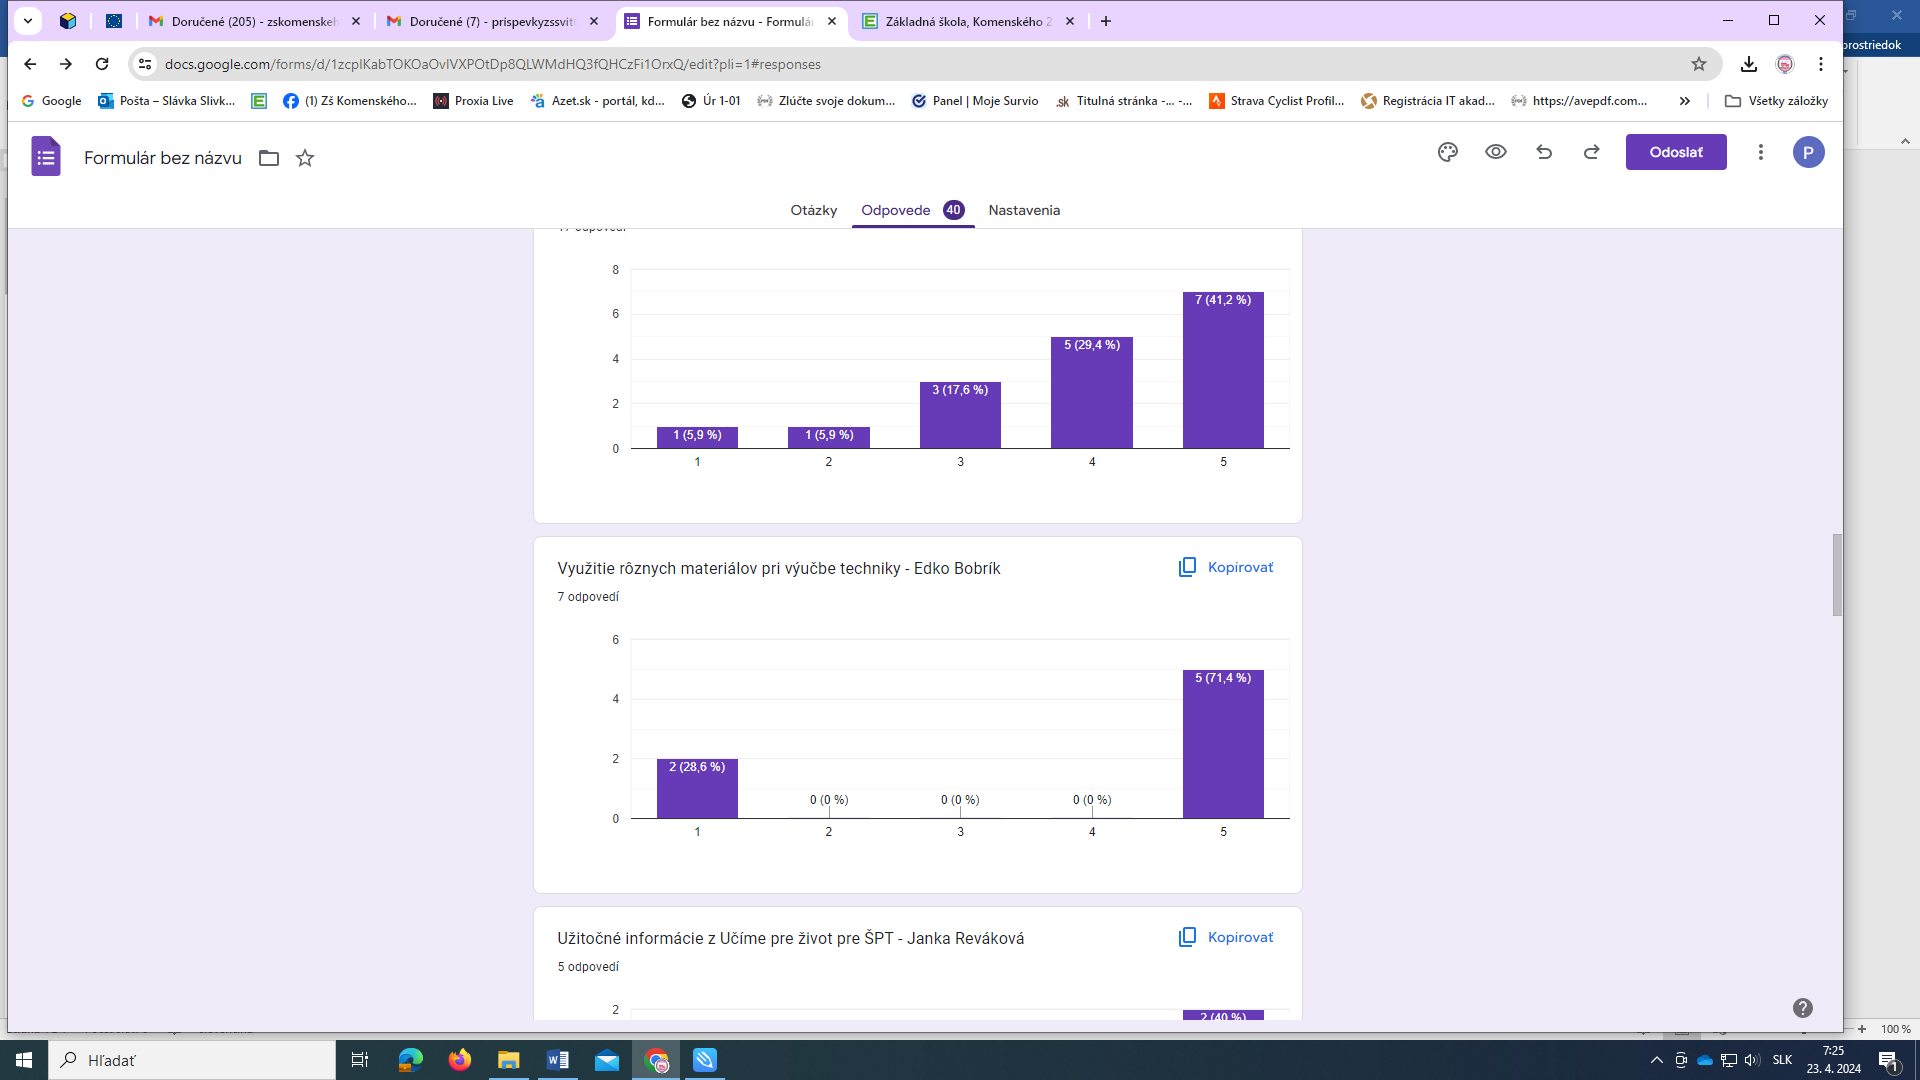 Doručené (205) - zskomenskeh
Doručené (7) - prispevkyzssvit
Formulár bez názvu - Formulár
Základná škola, Komenského 2
docs.google.com/forms/d/1zcpIKabTOKOaOvIVXPOtDp8QLWMdHQ3fQHCzFi1OrxQ/edit?pli=1#responses
Google
Pošta – Slávka Slivk...
(1) Zš Komenského...
Proxia Live
Azet.sk - portál, kd...
Úr 1-01
Zlúčte svoje dokum...
Panel | Moje Survio
.sk Titulná stránka -... -...
Strava Cyclist Profil...
Registrácia IT akad...
https://avepdf.com...
Všetky záložky
prostriedok
Formulár bez názvu
Odoslať
P
Otázky
Odpovede 40
Nastavenia
17 odpovedí
8
6
4
2
0
1 (5,9 %)
1 (5,9 %)
3 (17,6 %)
5 (29,4 %)
7 (41,2 %)
1 2 3 4 5
Využitie rôznych materiálov pri výučbe techniky - Edko Bobrík
Kopírovať
7 odpovedí
6
4
2
0
2 (28,6 %)
0 (0 %)
0 (0 %)
0 (0 %)
5 (71,4 %)
1 2 3 4 5
Užitočné informácie z Učíme pre život pre ŠPT - Janka Reváková
Kopírovať
5 odpovedí
2
2 (40 %)
100 %
Hľadať
SLK
7:25
23. 4. 2024
1